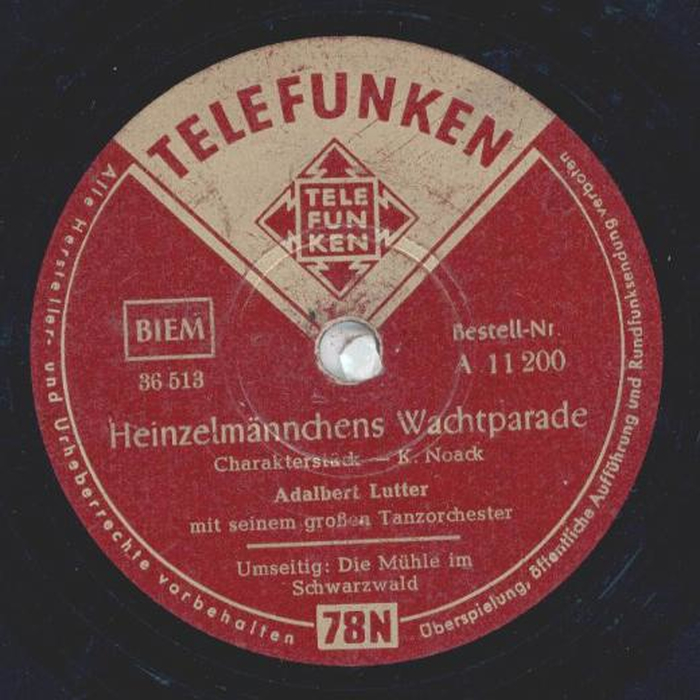 TELEFUNKEN
TELE
FUN
KEN
BIEM
36 513
Bestell-Nr.
A 11 200
Heinzelmännchens Wachtparade
Charakterstück — K. Noack
Adalbert Lutter
mit seinem großen Tanzorchester
Umseitig: Die Mühle im
Schwarzwald
78N
Alle Hersteller- und Urheberrechte vorbehalten
Überspielung, öffentliche Aufführung und Rundfunksendung verboten